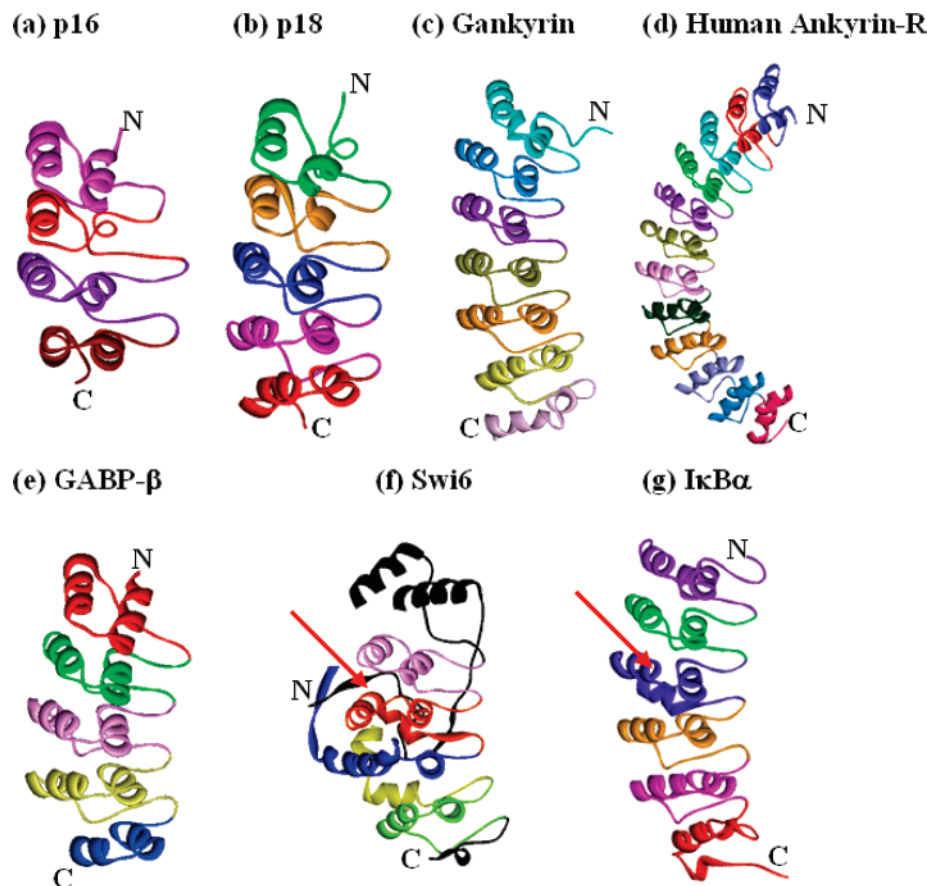 (a) p16 (b) p18 (c) Gankyrin (d) Human Ankyrin-R
N N N N
C C C C
(e) GABP-β (f) Swi6 (g) IκBα
N N N
C C C